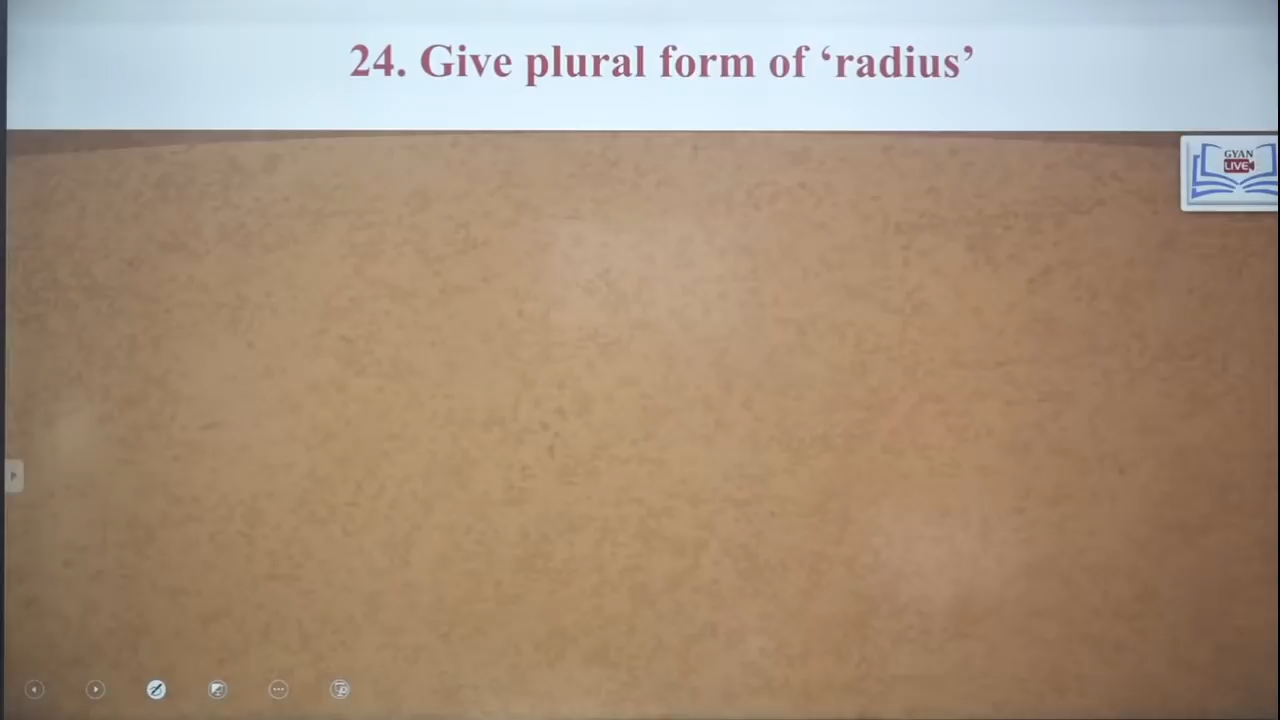 24. Give plural form of ‘radius’
GYAN
LIVE